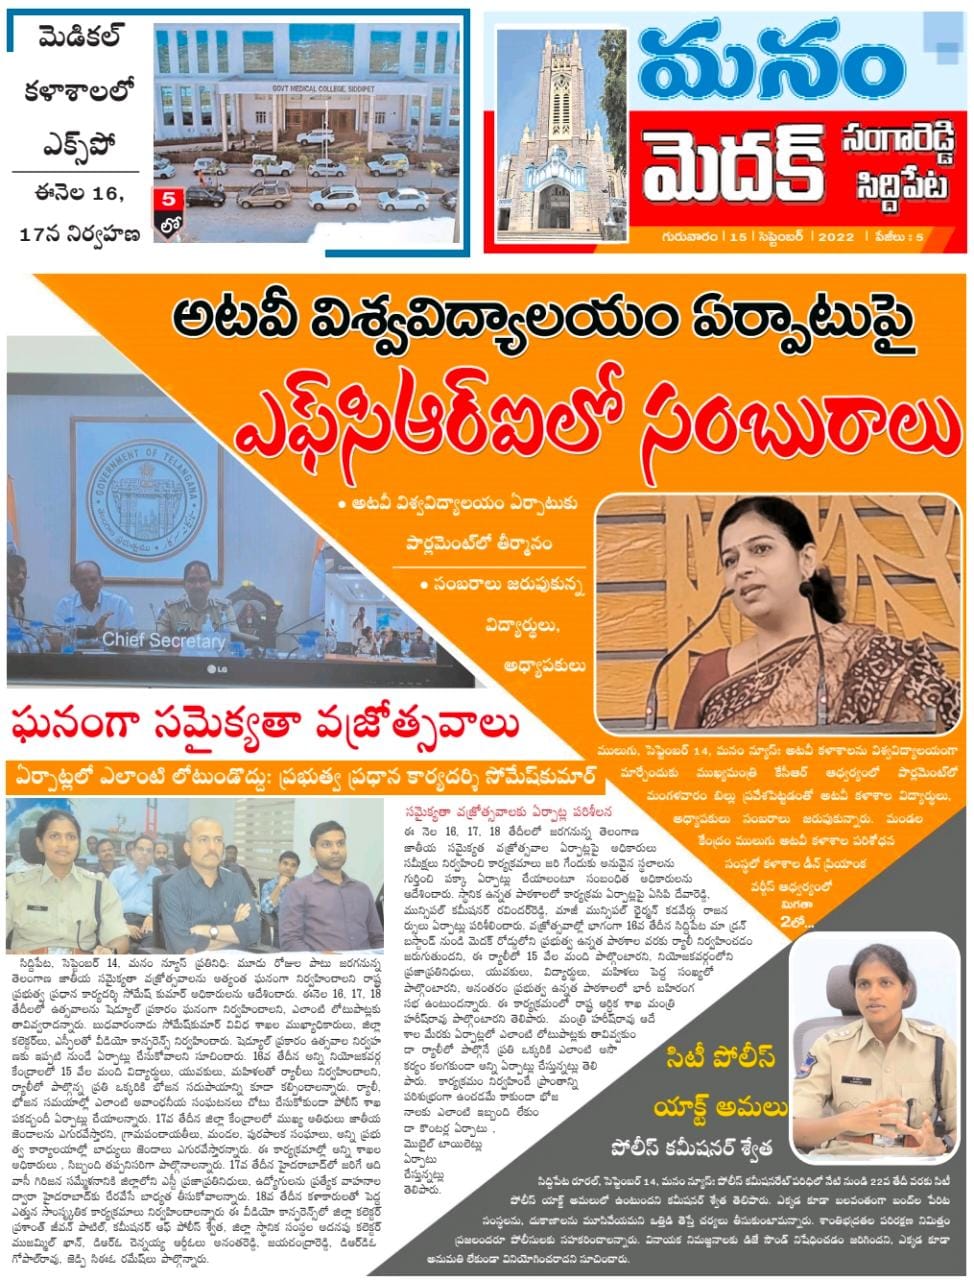 మెడికల్
కళాశాలలో
ఎక్స్‌పో
ఈనెల 16,
17న నిర్వహణ
GOVT MEDICAL COLLEGE, SIDDIPET
5
లో
మనం
మెదక్
సంగారెడ్డి
సిద్దిపేట
గురువారం | 15 | సెప్టెంబర్ | 2022 | పేజీలు : 5
అటవీ విశ్వవిద్యాలయం ఏర్పాటుపై
ఎఫ్‌సిఆర్ఐలో సంబురాలు
• అటవీ విశ్వవిద్యాలయం ఏర్పాటుకు
పార్లమెంట్‌లో తీర్మానం
• సంబరాలు జరుపుకున్న
విద్యార్థులు,
అధ్యాపకులు
GOVERNMENT OF TELANGANA
Chief Secretary
LG
ములుగు, సెప్టెంబర్ 14, మనం న్యూస్: అటవీ కళాశాలను విశ్వవిద్యాలయంగా
మార్చేందుకు ముఖ్యమంత్రి కేసీఆర్ ఆధ్వర్యంలో పార్లమెంట్‌లో
మంగళవారం బిల్లు ప్రవేశపెట్టడంతో అటవీ కళాశాల విద్యార్థులు,
అధ్యాపకులు సంబరాలు జరుపుకున్నారు. మండల
కేంద్రం ములుగు అటవీ కళాశాల పరిశోధన
సంస్థలో కళాశాల డీన్ ప్రియాంక
వర్గీస్ ఆధ్వర్యంలో
మిగతా
2లో...
ఘనంగా సమైక్యతా వజ్రోత్సవాలు
ఏర్పాట్లలో ఎలాంటి లోటుండొద్దు: ప్రభుత్వ ప్రధాన కార్యదర్శి సోమేష్‌కుమార్
సిద్దిపేట, సెప్టెంబర్ 14, మనం న్యూస్ ప్రతినిధి: మూడు రోజుల పాటు జరగనున్న
తెలంగాణ జాతీయ సమైక్యతా వజ్రోత్సవాలను అత్యంత ఘనంగా నిర్వహించాలని రాష్ట్ర
ప్రభుత్వ ప్రధాన కార్యదర్శి సోమేష్ కుమార్ అధికారులను ఆదేశించారు. ఈనెల 16, 17, 18
తేదీలలో ఉత్సవాలను షెడ్యూల్ ప్రకారం ఘనంగా నిర్వహించాలని, ఎలాంటి లోటుపాట్లకు
తావివ్వరాదన్నారు. బుధవారంనాడు సోమేష్‌కుమార్ వివిధ శాఖల ముఖ్యాధికారులు, జిల్లా
కలెక్టర్లు, ఎస్పీలతో వీడియో కాన్ఫరెన్స్ నిర్వహించారు. షెడ్యూల్ ప్రకారం ఉత్సవాల నిర్వహ
ణకు ఇప్పటి నుండే ఏర్పాట్లు చేసుకోవాలని సూచించారు. 16వ తేదీన అన్ని నియోజకవర్గ
కేంద్రాలలో 15 వేల మంది విద్యార్థులు, యువకులు, మహిళలతో ర్యాలీలు నిర్వహించాలని,
ర్యాలీలో పాల్గొన్న ప్రతి ఒక్కరికి భోజన సదుపాయాన్ని కూడా కల్పించాలన్నారు. ర్యాలీ,
భోజన సమయాల్లో ఎలాంటి అవాంఛనీయ సంఘటనలు చోటు చేసుకోకుండా పోలీస్ శాఖ
పకడ్బందీ ఏర్పాట్లు చేయాలన్నారు. 17వ తేదీన జిల్లా కేంద్రాలలో ముఖ్య అతిథులు జాతీయ
జెండాలను ఎగురవేస్తారని, గ్రామపంచాయతీలు, మండల, పురపాలక సంఘాలు, అన్ని ప్రభు
త్వ కార్యాలయాల్లో బాధ్యులు జెండాలు ఎగురవేస్తారన్నారు. ఈ కార్యక్రమాల్లో అన్ని శాఖల
అధికారులు , సిబ్బంది తప్పనిసరిగా పాల్గొనాలన్నారు. 17వ తేదీన హైదరాబాద్‌లో జరిగే ఆది
వాసీ గిరిజన సమ్మేళనానికి జిల్లాలోని ఎస్టీ ప్రజాప్రతినిధులు, ఉద్యోగులను ప్రత్యేక వాహనాల
ద్వారా హైదరాబాద్‌కు చేరవేసే బాధ్యత తీసుకోవాలన్నారు. 18వ తేదీన కళాకారులతో పెద్ద
ఎత్తున సాంస్కృతిక కార్యక్రమాలు నిర్వహించాలన్నారు ఈ వీడియో కాన్ఫరెన్స్‌లో జిల్లా కలెక్టర్
ప్రశాంత్ జీవన్ పాటిల్, కమీషనర్ ఆఫ్ పోలీస్ శ్వేత, జిల్లా స్థానిక సంస్థల అదనపు కలెక్టర్
ముజమ్మిల్ ఖాన్, డిఆర్ఓ చెన్నయ్య ఆర్డీఓలు అనంతరెడ్డి, జయచంద్రారెడ్డి, డిఆర్‌డిఓ
గోపాల్‌రావు, జెడ్పి సిఈఓ రమేష్‌లు పాల్గొన్నారు.
సమైక్యతా వజ్రోత్సవాలకు ఏర్పాట్ల పరిశీలన
ఈ నెల 16, 17, 18 తేదీలలో జరగనున్న తెలంగాణ
జాతీయ సమైక్యత వజ్రోత్సవాల ఏర్పాట్లపై అధికారులు
సమీక్షలు నిర్వహించి కార్యక్రమాలు జరి గేందుకు అనువైన స్థలాలను
గుర్తించి పక్కా ఏర్పాట్లు చేయాలంటూ సంబంధిత అధికారులను
ఆదేశించారు. స్థానిక ఉన్నత పాఠశాలలో కార్యక్రమ ఏర్పాట్లపై ఏసిపి దేవారెడ్డి,
మున్సిపల్ కమీషనర్ రవిందర్‌రెడ్డి, మాజీ మున్సిపల్ ఛైర్మన్ కడవేర్గు రాజన
ర్సులు ఏర్పాట్లు పరిశీలించారు. వజ్రోత్సవాల్లో భాగంగా 16వ తేదీన సిద్దిపేట మోడ్రన్
బస్టాండ్ నుండి మెదక్ రోడ్డులోని ప్రభుత్వ ఉన్నత పాఠశాల వరకు ర్యాలీ నిర్వహించడం
జరుగుతుందని, ఈ ర్యాలీలో 15 వేల మంది పాల్గొంటారని, నియోజకవర్గంలోని
ప్రజాప్రతినిధులు, యువకులు, విద్యార్థులు, మహిళలు పెద్ద సంఖ్యలో
పాల్గొంటారని, అనంతరం ప్రభుత్వ ఉన్నత పాఠశాలలో భారీ బహిరంగ
సభ ఉంటుందన్నారు. ఈ కార్యక్రమంలో రాష్ట్ర ఆర్థిక శాఖ మంత్రి
హరీష్‌రావు పాల్గొంటారని తెలిపారు. మంత్రి హరీష్‌రావు ఆదే
శాల మేరకు ఏర్పాట్లలో ఎలాంటి లోటుపాట్లకు తావివ్వకుం
డా ర్యాలీలో పాల్గొనే ప్రతి ఒక్కరికి ఎలాంటి అసౌ
కర్యం కలగకుండా అన్ని ఏర్పాట్లు చేస్తున్నట్లు తెలి
పారు. కార్యక్రమం నిర్వహించే ప్రాంతాన్ని
పరిశుభ్రంగా ఉంచడమే కాకుండా భోజ
నాలకు ఎలాంటి ఇబ్బంది లేకుం
డా కౌంటర్ల ఏర్పాటు ,
మొబైల్ టాయిలెట్లు
ఏర్పాటు
చేస్తున్నట్లు
తెలిపారు.
సిటీ పోలీస్
యాక్ట్ అమలు
పోలీస్ కమీషనర్ శ్వేత
సిద్దిపేట రూరల్, సెప్టెంబర్ 14, మనం న్యూస్: పోలీస్ కమీషనరేట్ పరిధిలో నేటి నుండి 22వ తేదీ వరకు సిటీ
పోలీస్ యాక్ట్ అమలులో ఉంటుందని కమీషనర్ శ్వేత తెలిపారు. ఎక్కడ కూడా బలవంతంగా బంద్‌ల పేరిట
సంస్థలను, దుకాణాలను మూసివేయమని ఒత్తిడి తెస్తే చర్యలు తీసుకుంటామన్నారు. శాంతిభద్రతల పరిరక్షణ నిమిత్తం
ప్రజలందరూ పోలీసులకు సహకరించాలన్నారు. వినాయక నిమజ్జనాలకు డిజే సౌండ్ నిషేధించడం జరిగిందని, ఎక్కడ కూడా
అనుమతి లేకుండా వినియోగించరాదని సూచించారు.